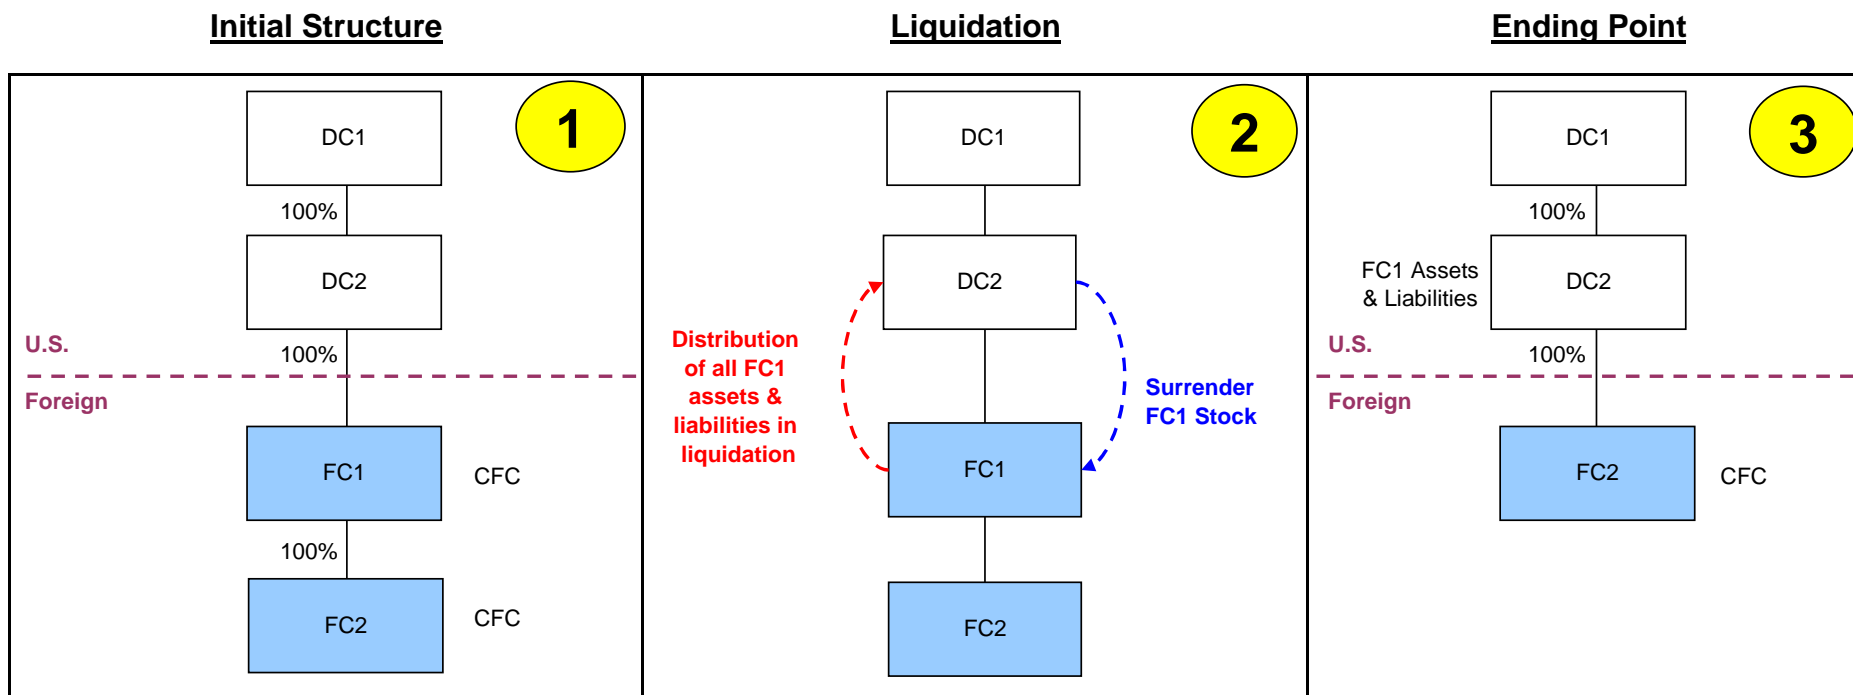 Initial Structure
Liquidation
Ending Point
1
DC1
100%
DC2
U.S.
100%
Foreign
FC1
CFC
100%
FC2
CFC
2
DC1
DC2
Distribution
of all FC1
assets &
liabilities in
liquidation
Surrender
FC1 Stock
FC1
FC2
3
DC1
100%
FC1 Assets
& Liabilities
DC2
U.S.
100%
Foreign
FC2
CFC